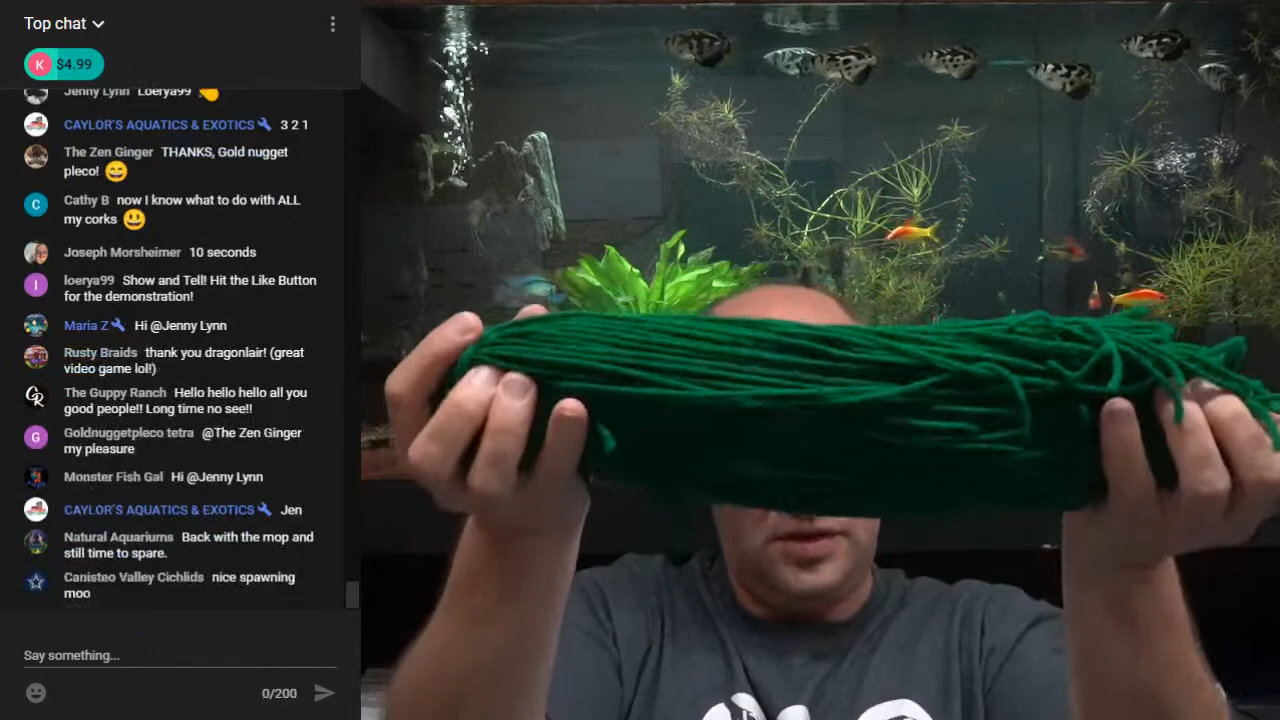 Top chat
K $4.99
Jenny Lynn Loerya99
CAYLOR'S AQUATICS & EXOTICS 3 2 1
The Zen Ginger THANKS, Gold nugget
pleco!
C Cathy B now I know what to do with ALL
my corks
Joseph Morsheimer 10 seconds
l loerya99 Show and Tell! Hit the Like Button
for the demonstration!
Maria Z Hi @Jenny Lynn
Rusty Braids thank you dragonlair! (great
video game lol!)
The Guppy Ranch Hello hello hello all you
good people!! Long time no see!!
G Goldnuggetpleco tetra @The Zen Ginger
my pleasure
Monster Fish Gal Hi @Jenny Lynn
CAYLOR'S AQUATICS & EXOTICS Jen
Natural Aquariums Back with the mop and
still time to spare.
Canisteo Valley Cichlids nice spawning
moo
Say something...
0/200